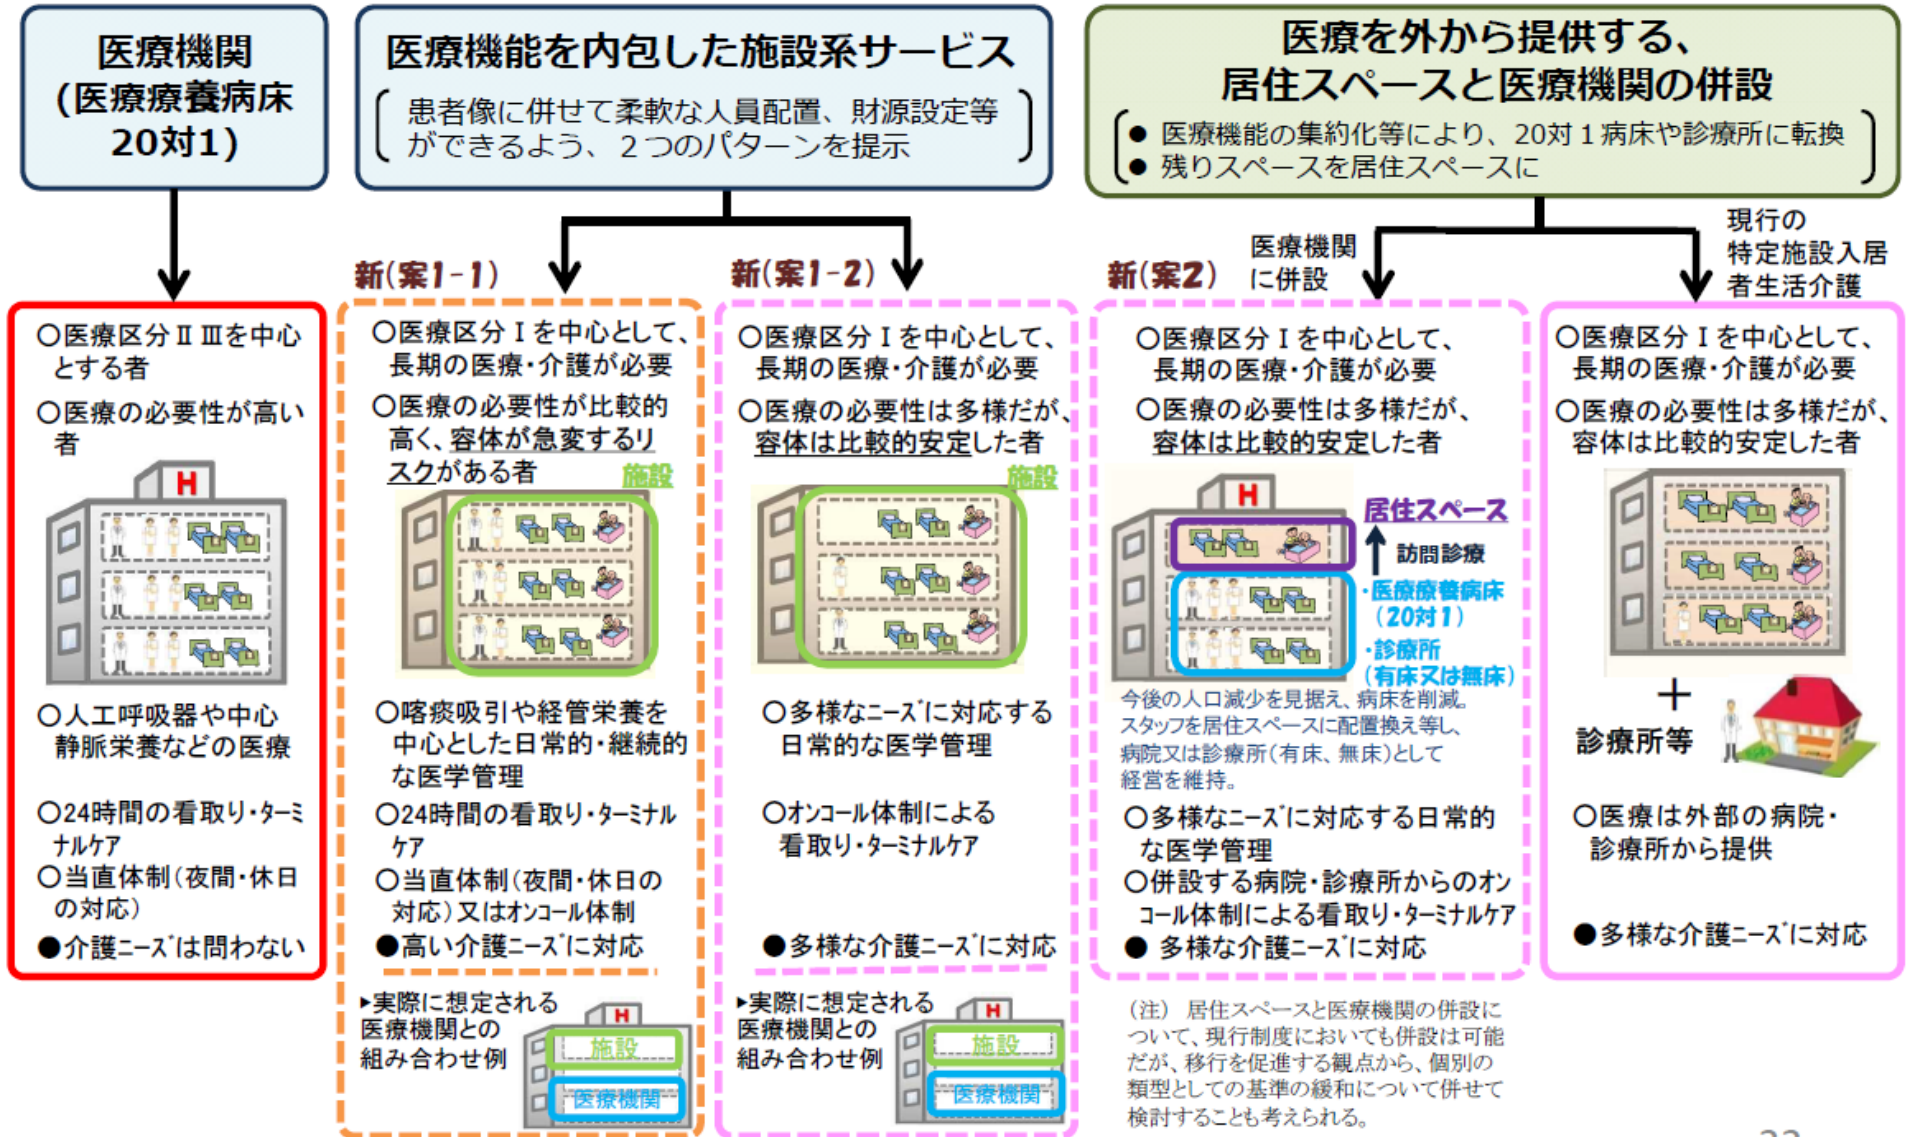 医療機関
(医療療養病床
20対1)
医療機能を内包した施設系サービス
患者像に併せて柔軟な人員配置、財源設定等
ができるよう、２つのパターンを提示
医療を外から提供する、
居住スペースと医療機関の併設
● 医療機能の集約化等により、20対１病床や診療所に転換
● 残りスペースを居住スペースに
新(案1-1)
新(案1-2)
新(案2)
医療機関
に併設
現行の
特定施設入居
者生活介護
○医療区分ⅡⅢを中心
とする者
○医療の必要性が高い
者
H
○人工呼吸器や中心
静脈栄養などの医療
○24時間の看取り・ターミ
ナルケア
○当直体制（夜間・休日
の対応）
●介護ニーズは問わない
○医療区分Ⅰを中心として、
長期の医療・介護が必要
○医療の必要性が比較的
高く、容体が急変するリ
スクがある者
施設
○喀痰吸引や経管栄養を
中心とした日常的・継続的
な医学管理
○24時間の看取り・ターミナル
ケア
○当直体制（夜間・休日の
対応）又はオンコール体制
●高い介護ニーズに対応
▶実際に想定される
医療機関との
組み合わせ例
H
施設
医療機関
○医療区分Ⅰを中心として、
長期の医療・介護が必要
○医療の必要性は多様だが、
容体は比較的安定した者
施設
○多様なニーズに対応する
日常的な医学管理
○オンコール体制による
看取り・ターミナルケア
●多様な介護ニーズに対応
▶実際に想定される
医療機関との
組み合わせ例
H
施設
医療機関
○医療区分Ⅰを中心として、
長期の医療・介護が必要
○医療の必要性は多様だが、
容体は比較的安定した者
H
居住スペース
訪問診療
・医療療養病床
（20対1）
・診療所
（有床又は無床）
今後の人口減少を見据え、病床を削減。
スタッフを居住スペースに配置換え等し、
病院又は診療所（有床、無床）として
経営を維持。
○多様なニーズに対応する日常的
な医学管理
○併設する病院・診療所からのオン
コール体制による看取り・ターミナルケア
● 多様な介護ニーズに対応
（注） 居住スペースと医療機関の併設に
ついて、現行制度においても併設は可能
だが、移行を促進する観点から、個別の
類型としての基準の緩和について併せて
検討することも考えられる。
○医療区分Ⅰを中心として、
長期の医療・介護が必要
○医療の必要性は多様だが、
容体は比較的安定した者
＋
診療所等
○医療は外部の病院・
診療所から提供
●多様な介護ニーズに対応